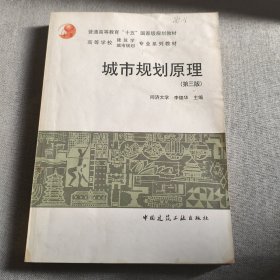 普通高等教育“十五”国家级规划教材
高等学校 建筑学 城市规划 专业系列教材
城市规划原理
(第三版)
同济大学 李德华 主编
中国建筑工业出版社